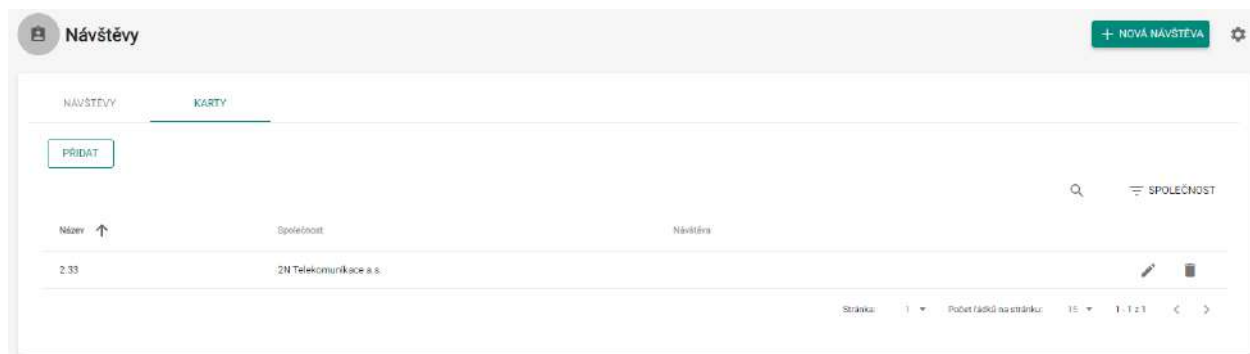 Návštěvy
+ NOVÁ NÁVŠTĚVA
NÁVŠTĚVY KARTY
PŘIDAT
SPOLEČNOST
Název Společnost Návštěva
2.33 2N Telekomunikace a.s.
Stránka: 1 Počet řádků na stránku: 15 1-1 z 1